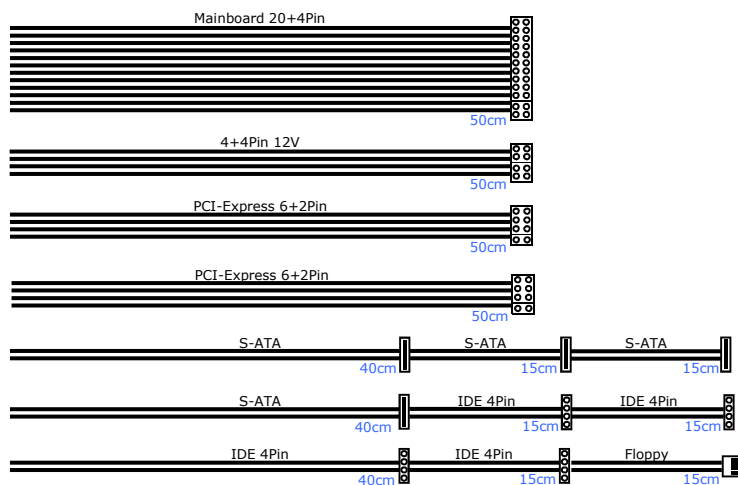 Mainboard 20+4Pin
50cm
4+4Pin 12V
50cm
PCI-Express 6+2Pin
50cm
PCI-Express 6+2Pin
50cm
S-ATA S-ATA S-ATA
40cm 15cm 15cm
S-ATA IDE 4Pin IDE 4Pin
40cm 15cm 15cm
IDE 4Pin IDE 4Pin Floppy
40cm 15cm 15cm